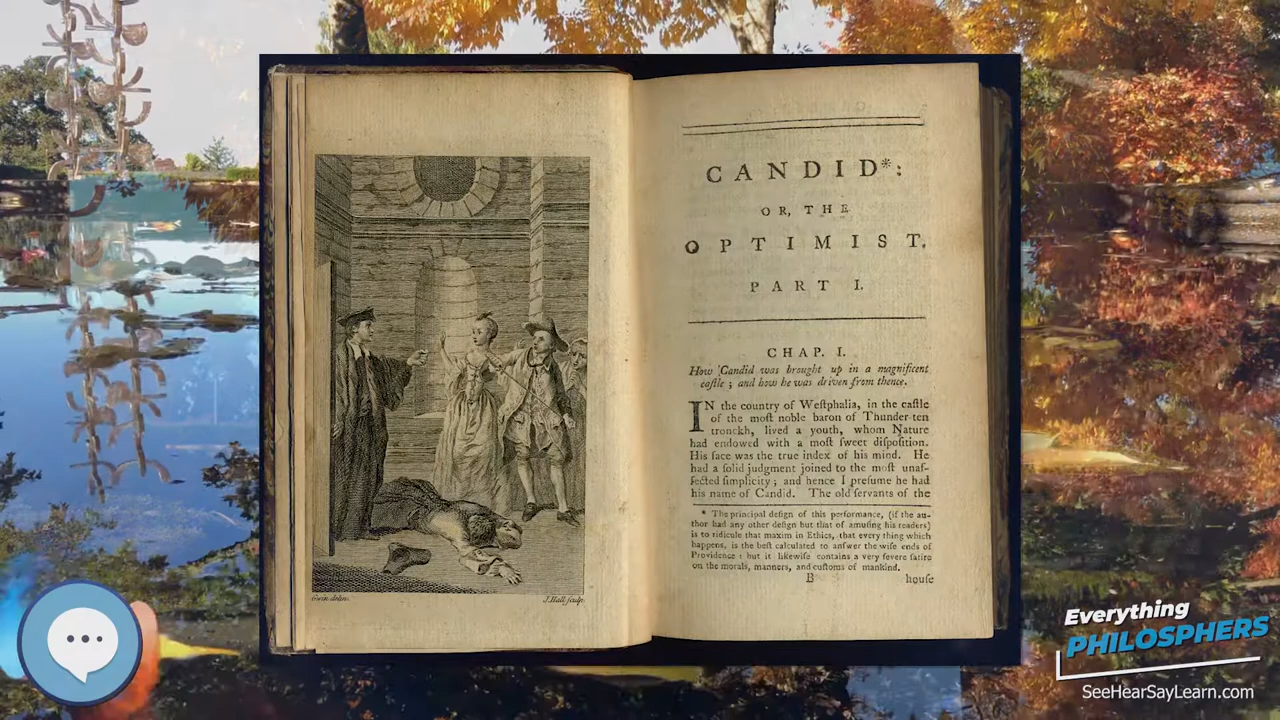 CANDID*:
OR, THE
OPTIMIST.
PART I.
CHAP. I.
How Candid was brought up in a magnificent
caſtle; and how he was driven from thence.
IN the country of Weſtphalia, in the caſtle
of the moſt noble baron of Thunder-ten
tronckh, lived a youth, whom Nature
had endowed with a moſt ſweet diſpoſition.
His face was the true index of his mind. He
had a ſolid judgment joined to the moſt unaf-
fected ſimplicity; and hence I preſume he had
his name of Candid. The old ſervants of the
* The principal deſign of this performance, (if the au-
thor had any other deſign but that of amuſing his readers)
is to ridicule that maxim in Ethics, that every thing which
happens, is the beſt calculated to anſwer the wiſe ends of
Providence: but it likewiſe contains a very ſevere ſatire
on the morals, manners, and cuſtoms of mankind.
B
houſe
delin.
J. Hall ſculp.
Everything
PHILOSPHERS
SeeHearSayLearn.com